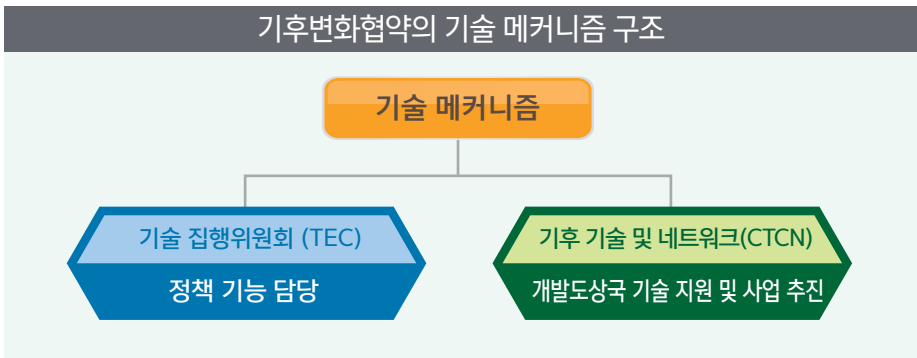 기후변화협약의 기술 메커니즘 구조
기술 메커니즘
기술 집행위원회 (TEC)
정책 기능 담당
기후 기술 및 네트워크(CTCN)
개발도상국 기술 지원 및 사업 추진